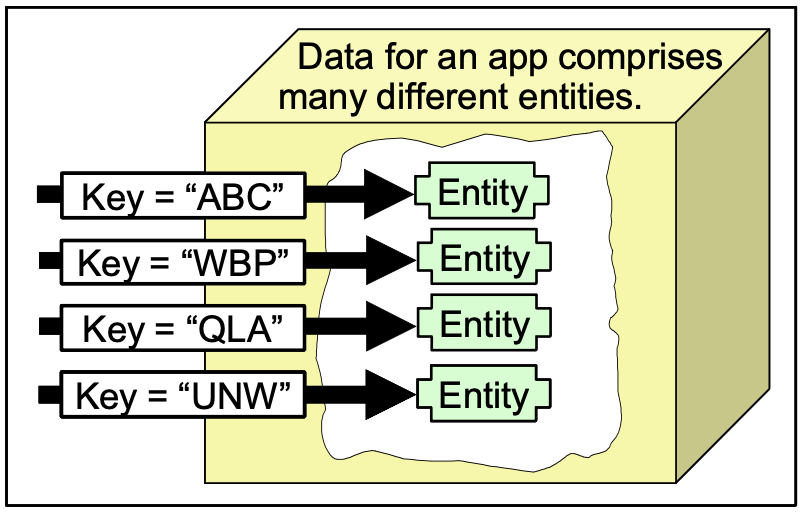 Data for an app comprises
many different entities.
Key = “ABC”
Entity
Key = “WBP”
Entity
Key = “QLA”
Entity
Key = “UNW”
Entity